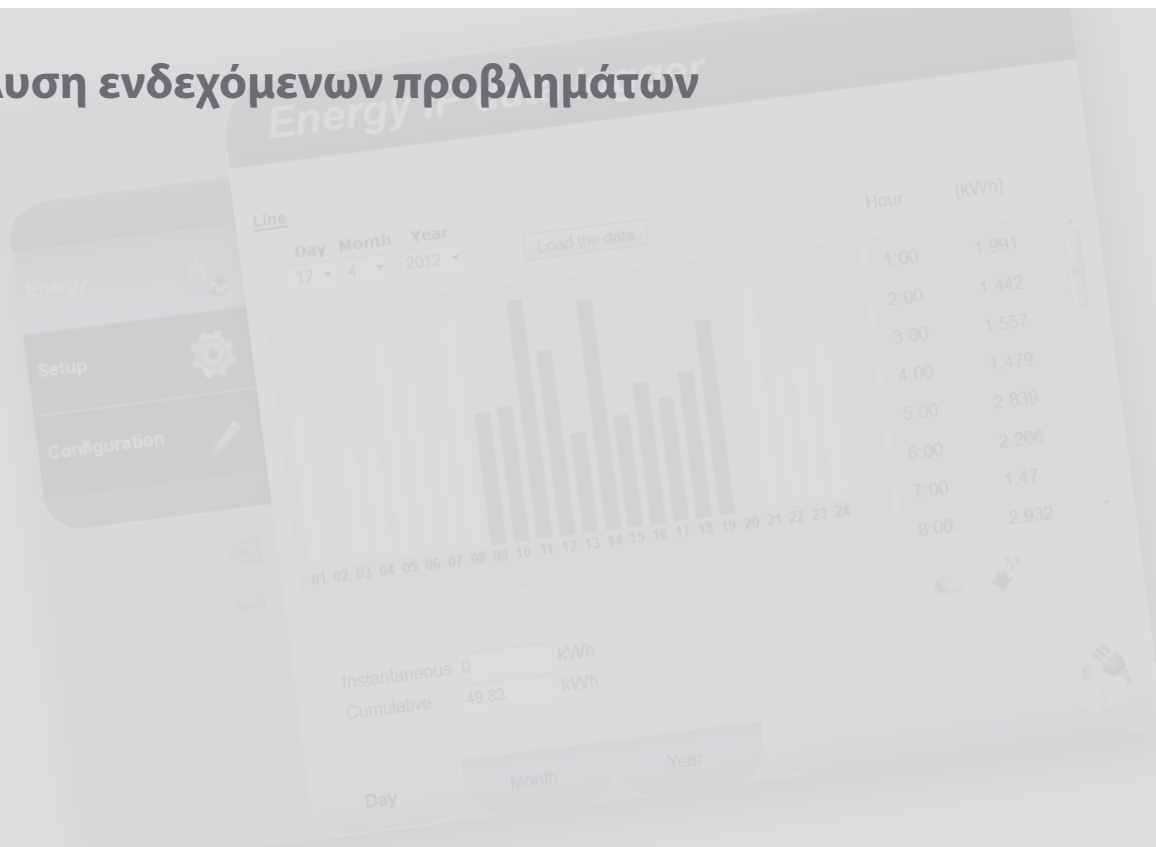 υση ενδεχόμενων προβλημάτων
Energy IP data logger
Line
Day Month Year
17 4 2012
Load the data
Hour [kWh]
1:00 1.991
2:00 1.442
3:00 1.557
4:00 1.479
5:00 2.839
6:00 2.266
7:00 1.47
8:00 2.932
Energy
Setup
Configuration
01 02 03 04 05 06 07 08 09 10 11 12 13 14 15 16 17 18 19 20 21 22 23 24
Instantaneous 0 kWh
Cumulative 49.83 kWh
Day
Month
Year